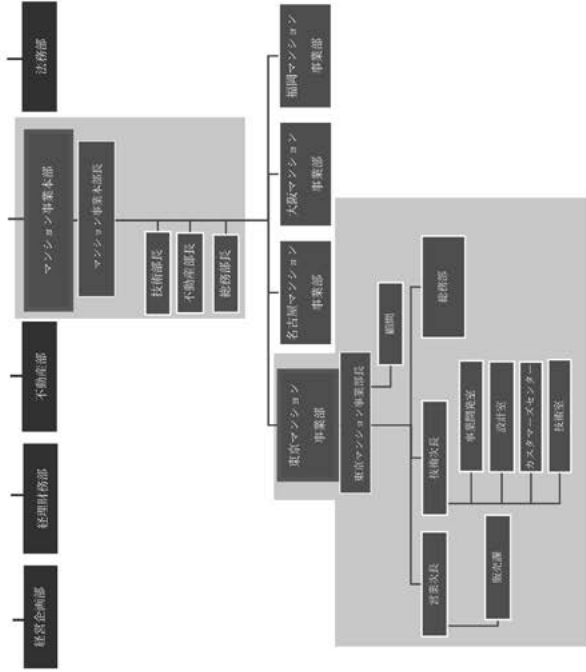 経営企画部
経理財務部
不動産部
マンション事業本部
法務部
マンション事業本部長
技術部長
不動産部長
総務部長
東京マンション
事業部
名古屋マンション
事業部
大阪マンション
事業部
福岡マンション
事業部
東京マンション事業部長
顧問
営業次長
技術次長
総務部
販売課
事業開発室
設計室
カスタマーズセンター
技術室